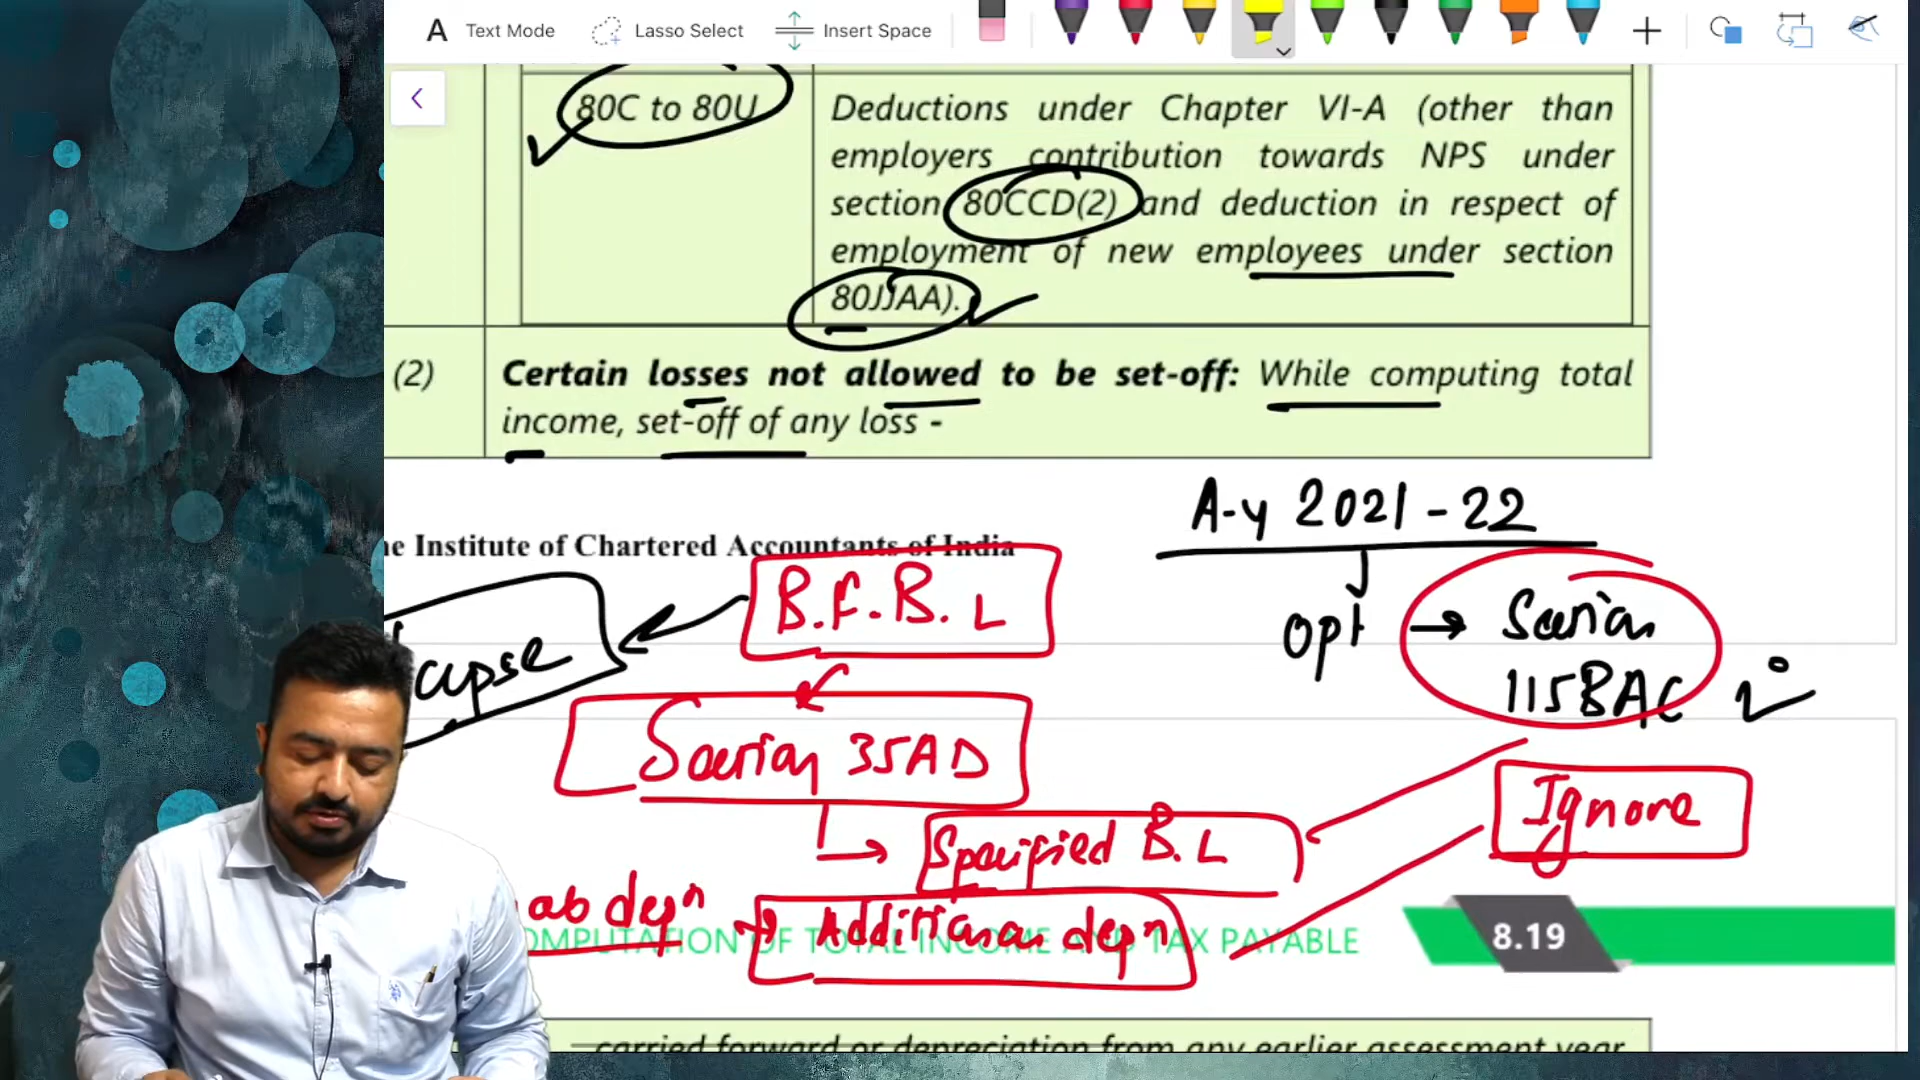 A Text Mode Lasso Select Insert Space
80C to 80U
Deductions under Chapter VI-A (other than
employers contribution towards NPS under
section 80CCD(2) and deduction in respect of
employment of new employees under section
80JJAA).
(2) Certain losses not allowed to be set-off: While computing total
income, set-off of any loss -
A-y 2021-22
e Institute of Chartered Accountants of India
B.f.B.L
opt → Section
115BAC
apse
Section 35AD
Ignore
Specified B.L
ab depn → Additional depn
OMPUTATION OF TOTAL INCOME AND TAX PAYABLE 8.19
carried forward or depreciation from any earlier assessment year